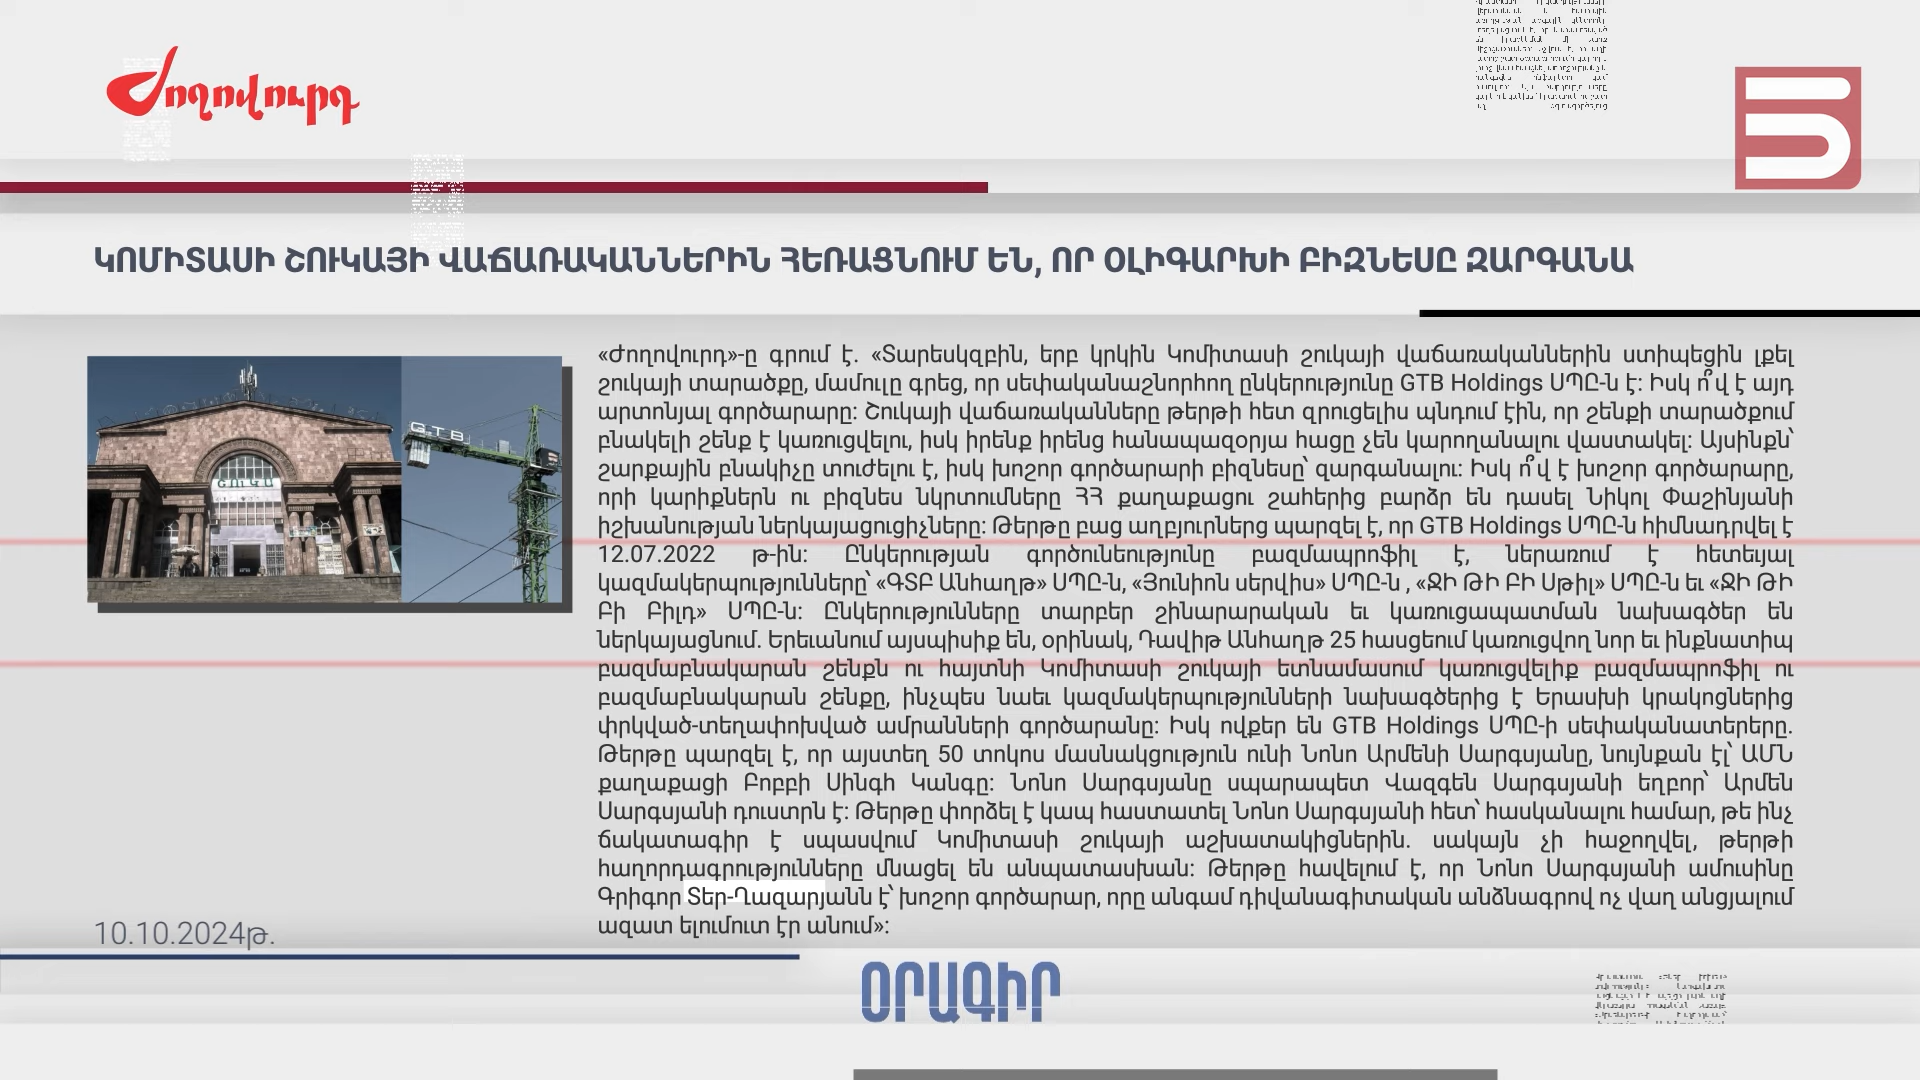 Ժողովուրդ
ԿՈՄԻՏԱՍԻ ՇՈՒԿԱՅԻ ՎԱՃԱՌԱԿԱՆՆԵՐԻՆ ՀԵՌԱՑՆՈՒՄ ԵՆ, ՈՐ ՕԼԻԳԱՐԽԻ ԲԻԶՆԵՍԸ ԶԱՐԳԱՆԱ
«Ժողովուրդ»-ը գրում է. «Տարեսկզբին, երբ կրկին Կոմիտասի շուկայի վաճառականներին ստիպեցին լքել
շուկայի տարածքը, մամուլը գրեց, որ սեփականաշնորհող ընկերությունը GTB Holdings ՍՊԸ-ն է: Իսկ ո՞վ է այդ
արտոնյալ գործարարը: Շուկայի վաճառականները թերթի հետ զրուցելիս պնդում էին, որ շենքի տարածքում
բնակելի շենք է կառուցվելու, իսկ իրենք իրենց հանապազօրյա հացը չեն կարողանալու վաստակել: Այսինքն՝
շարքային բնակիչը տուժելու է, իսկ խոշոր գործարարի բիզնեսը՝ զարգանալու: Իսկ ո՞վ է խոշոր գործարարը,
որի կարիքներն ու բիզնես նկրտումները ՀՀ քաղաքացու շահերից բարձր են դասել Նիկոլ Փաշինյանի
իշխանության ներկայացուցիչները: Թերթը բաց աղբյուրներց պարզել է, որ GTB Holdings ՍՊԸ-ն հիմնադրվել է
12.07.2022 թ-ին: Ընկերության գործունեությունը բազմապրոֆիլ է, ներառում է հետեւյալ
կազմակերպությունները՝ «ԳՏԲ Անհաղթ» ՍՊԸ-ն, «Յունիոն սերվիս» ՍՊԸ-ն , «ՋԻ ԹԻ ԲԻ Սթիլ» ՍՊԸ-ն եւ «ՋԻ ԹԻ
Բի Բիլդ» ՍՊԸ-ն: Ընկերությունները տարբեր շինարարական եւ կառուցապատման նախագծեր են
ներկայացնում. Երեւանում այսպիսիք են, օրինակ, Դավիթ Անհաղթ 25 հասցեում կառուցվող նոր եւ ինքնատիպ
բազմաբնակարան շենքն ու հայտնի Կոմիտասի շուկայի ետնամասում կառուցվելիք բազմապրոֆիլ ու
բազմաբնակարան շենքը, ինչպես նաեւ կազմակերպությունների նախագծերից է Երասխի կրակոցներից
փրկված-տեղափոխված ամրանների գործարանը: Իսկ ովքեր են GTB Holdings ՍՊԸ-ի սեփականատերերը.
Թերթը պարզել է, որ այստեղ 50 տոկոս մասնակցություն ունի Նոնո Արմենի Սարգսյանը, նույնքան էլ՝ ԱՄՆ
քաղաքացի Բոբբի Սինգհ Կանգը: Նոնո Սարգսյանը սպարապետ Վազգեն Սարգսյանի եղբոր՝ Արմեն
Սարգսյանի դուստրն է: Թերթը փորձել է կապ հաստատել Նոնո Սարգսյանի հետ՝ հասկանալու համար, թե ինչ
ճակատագիր է սպասվում Կոմիտասի շուկայի աշխատակիցներին. սակայն չի հաջողվել, թերթի
հաղորդագրությունները մնացել են անպատասխան: Թերթը հավելում է, որ Նոնո Սարգսյանի ամուսինը
Գրիգոր Տեր-Ղազարյանն է՝ խոշոր գործարար, որը անգամ դիվանագիտական անձնագրով ոչ վաղ անցյալում
ազատ ելումուտ էր անում»:
ՇՈՒԿԱ
GTB
10.10.2024թ.
ՕՐԱԳԻՐ